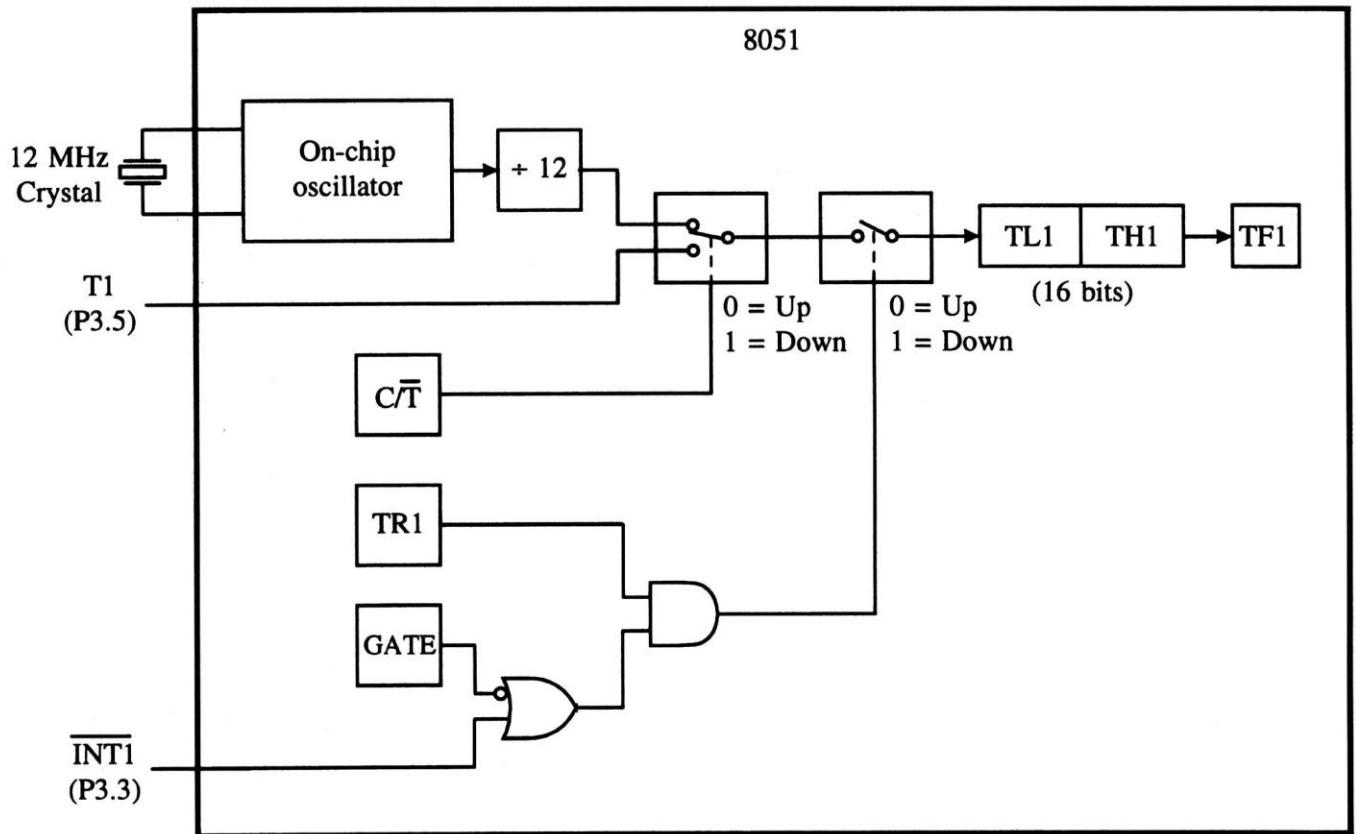 8051
12 MHz
Crystal
On-chip
oscillator
÷ 12
TL1
TH1
TF1
(16 bits)
T1
(P3.5)
0 = Up
1 = Down
0 = Up
1 = Down
C/T̅
TR1
GATE
I̅N̅T̅1̅
(P3.3)